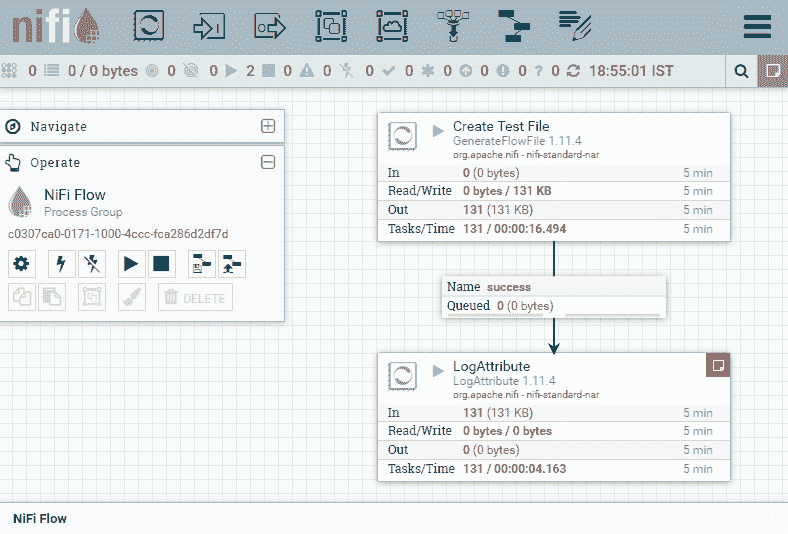 nifi
0 0 / 0 bytes 0 0 2 0 0 0 0 0 0 0 ? 0 18:55:01 IST
Navigate
Operate
NiFi Flow
Process Group
c0307ca0-0171-1000-4ccc-fca286d2df7d
DELETE
Create Test File
GenerateFlowFile 1.11.4
org.apache.nifi - nifi-standard-nar
In 0 (0 bytes) 5 min
Read/Write 0 bytes / 131 KB 5 min
Out 131 (131 KB) 5 min
Tasks/Time 131 / 00:00:16.494 5 min
Name success
Queued 0 (0 bytes)
LogAttribute
LogAttribute 1.11.4
org.apache.nifi - nifi-standard-nar
In 131 (131 KB) 5 min
Read/Write 0 bytes / 0 bytes 5 min
Out 0 (0 bytes) 5 min
Tasks/Time 131 / 00:00:04.163 5 min
NiFi Flow